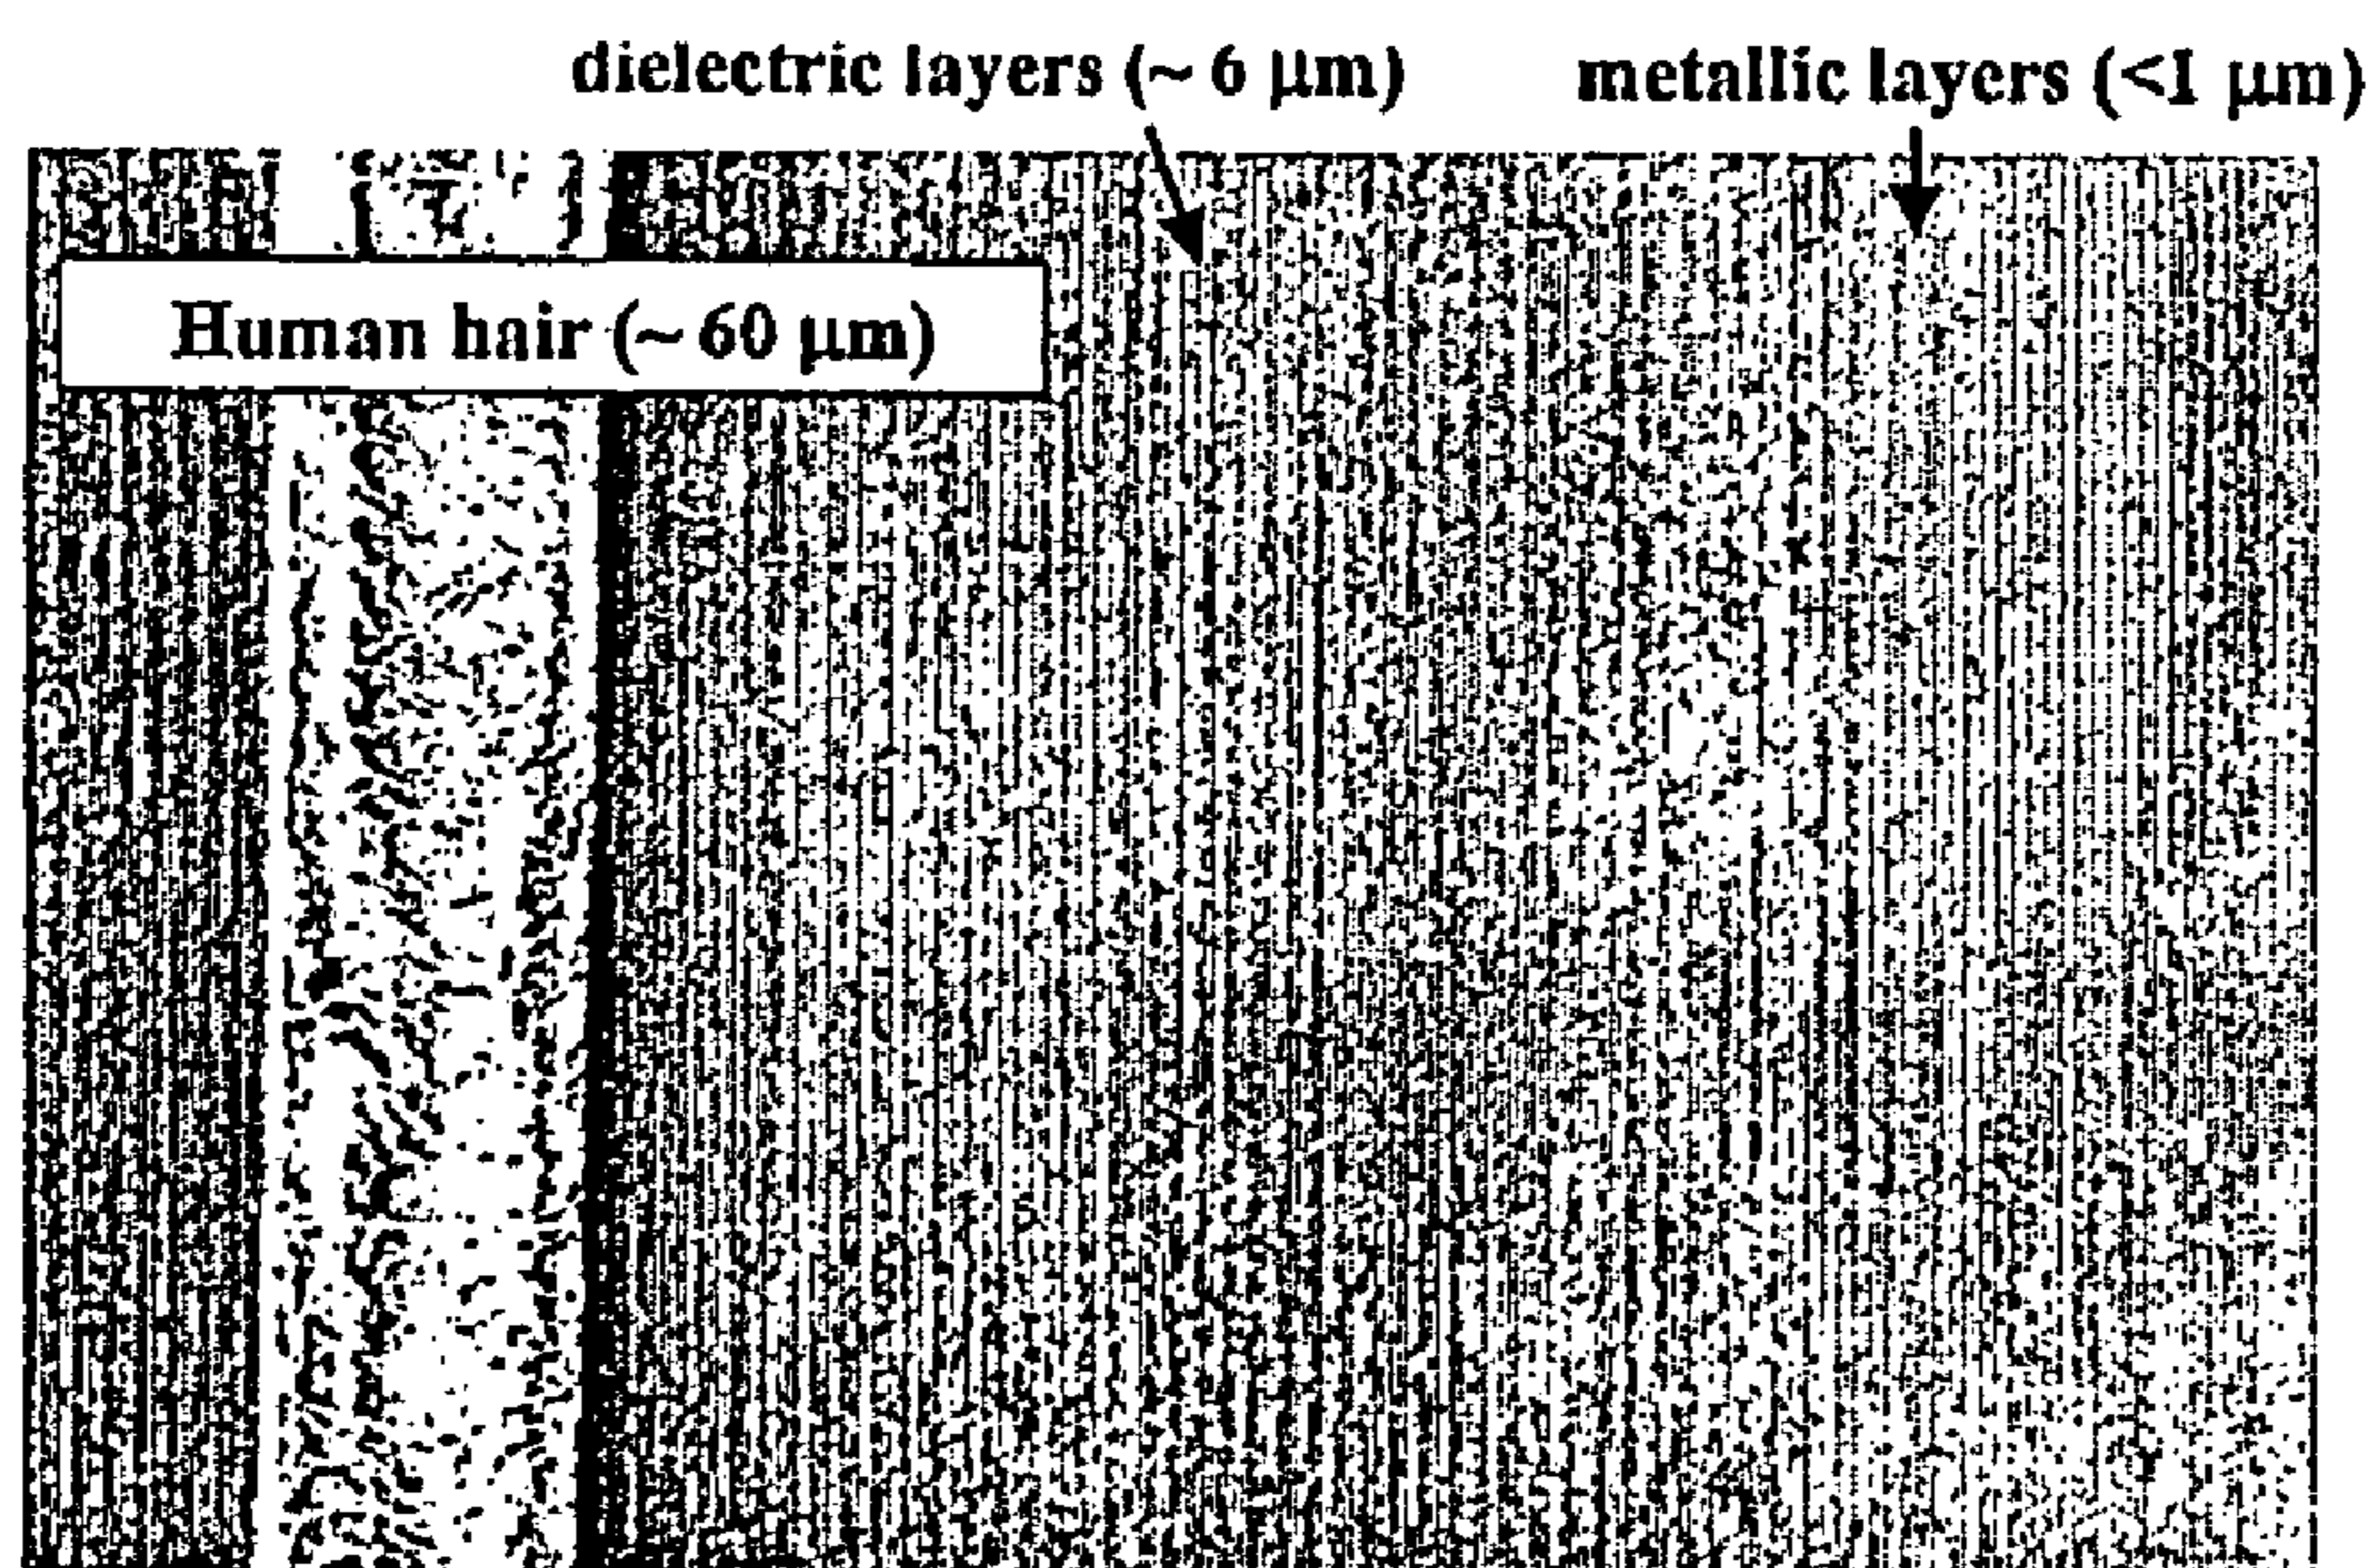 dielectric layers (~ 6 μm)
metallic layers (<1 μm)
Human hair (~ 60 μm)